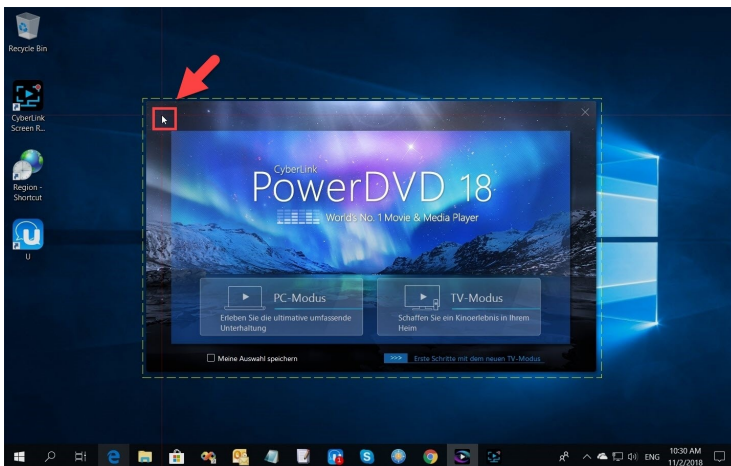 Recycle Bin
CyberLink
Screen R...
Region -
Shortcut
U
CyberLink
PowerDVD 18
World's No. 1 Movie & Media Player
PC-Modus
Erleben Sie die ultimative umfassende
Unterhaltung
TV-Modus
Schaffen Sie ein Kinoerlebnis in Ihrem
Heim
Meine Auswahl speichern
>>> Erste Schritte mit dem neuen TV-Modus
ENG
10:30 AM
11/2/2018